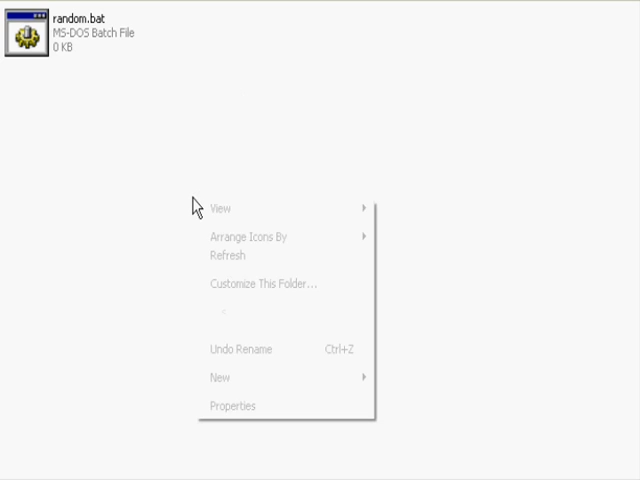 random.bat
MS-DOS Batch File
0 KB
View
Arrange Icons By
Refresh
Customize This Folder...
Undo Rename Ctrl+Z
New
Properties